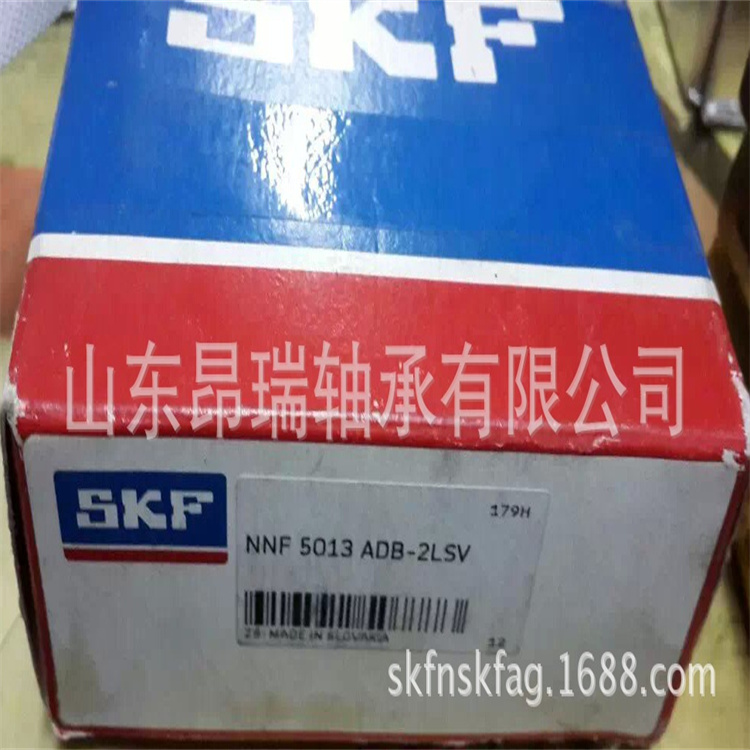 SKF
山东昂瑞轴承有限公司
SKF
179H
NNF 5013 ADB-2LSV
28 MADE IN SLOVAKIA
12
skfnskfag.1688.com